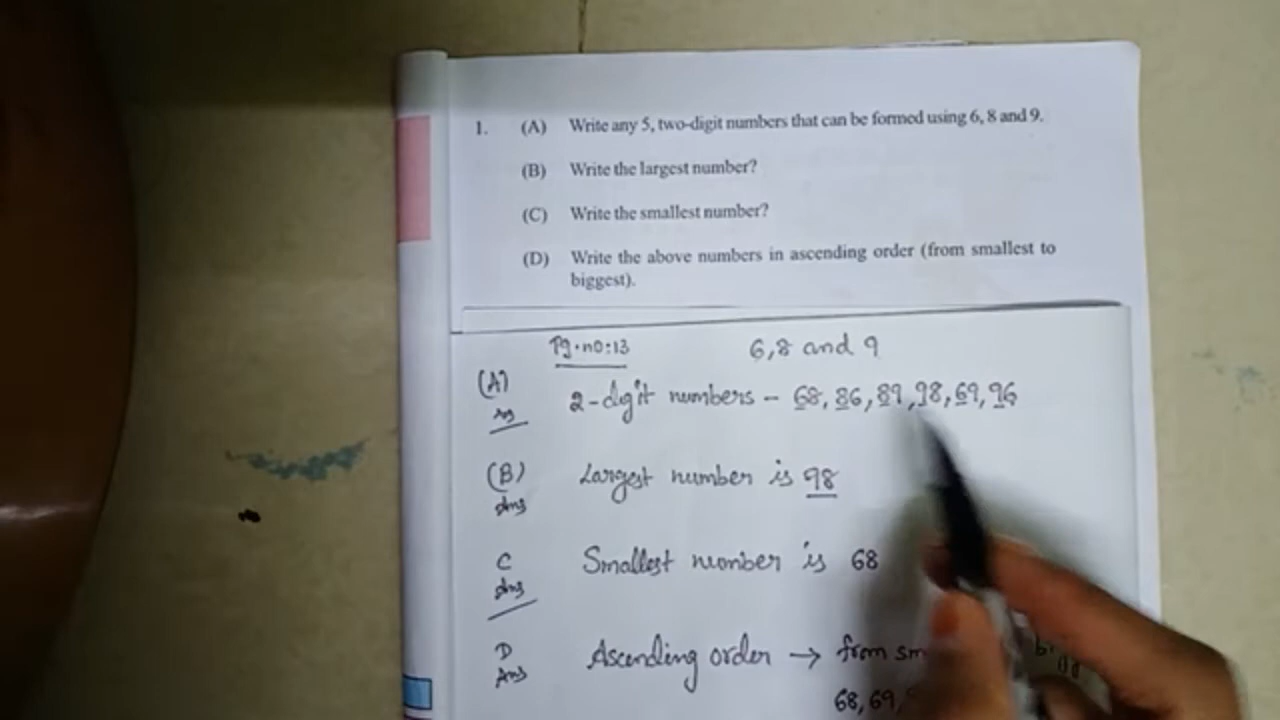 1. (A) Write any 5, two-digit numbers that can be formed using 6, 8 and 9.
(B) Write the largest number?
(C) Write the smallest number?
(D) Write the above numbers in ascending order (from smallest to
biggest).
Pg.no:13 6,8 and 9
(A) 2-digit numbers - 68, 86, 89, 98, 69, 96
Ans
(B) Largest number is 98
Ans
C Smallest number is 68
Ans
D Ascending order → from
Ans
68, 69,